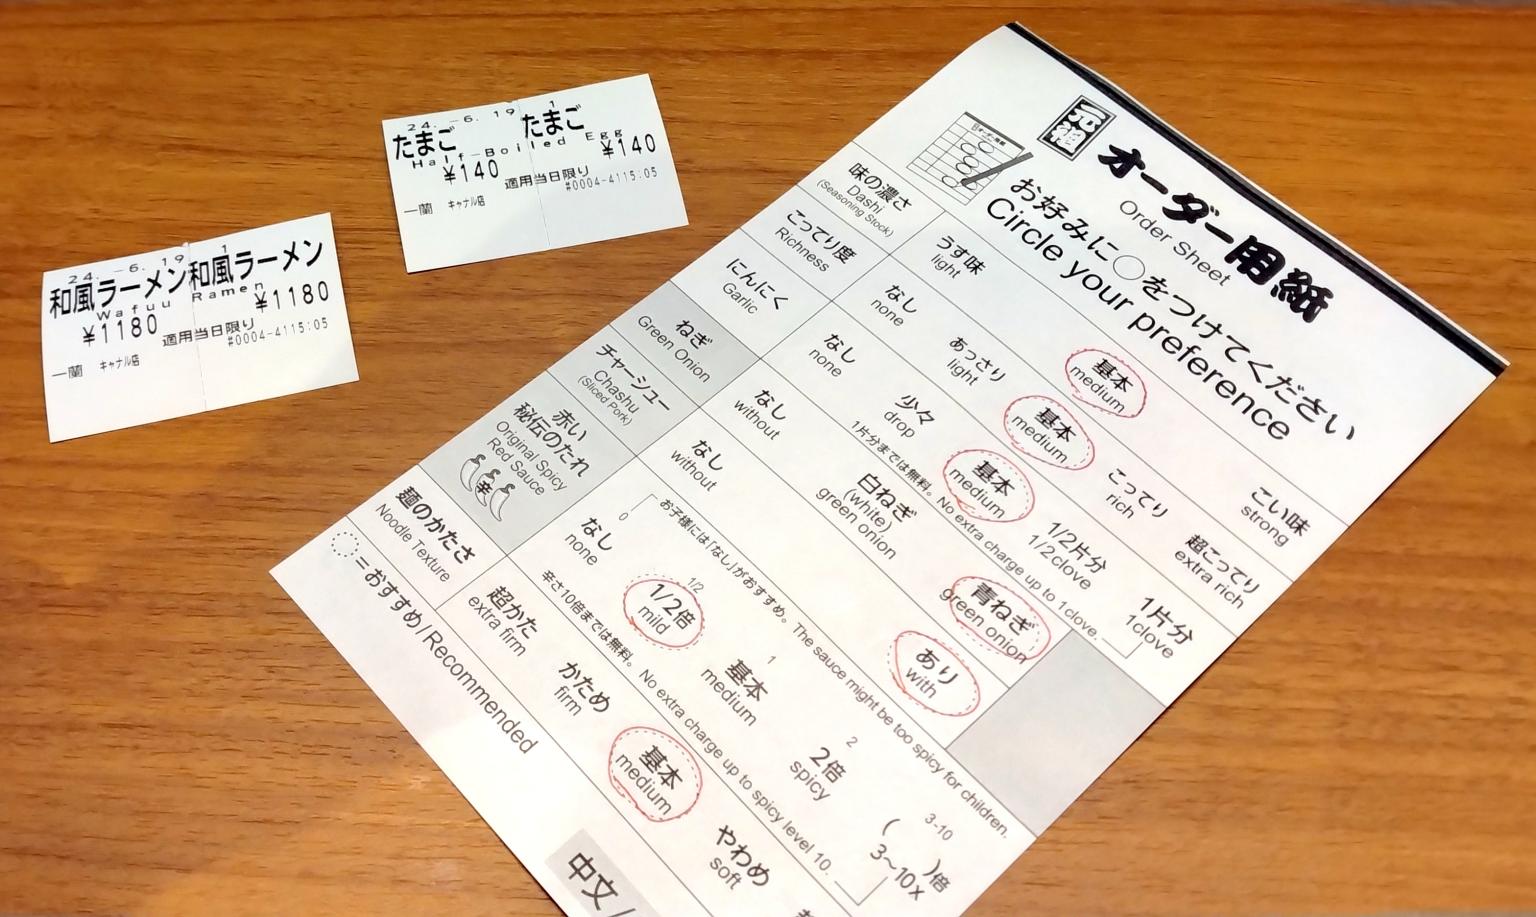 24. -6. 19 1
たまご たまご
Half-Boiled Egg
¥140 ¥140
適用当日限り
#0004-4115:05
一蘭 キャナル店
24. -6. 19 1
和風ラーメン 和風ラーメン
Wafuu Ramen
¥1180 ¥1180
適用当日限り
#0004-4115:05
一蘭 キャナル店
元祖
オーダー用紙
Order Sheet
お好みに○をつけてください
Circle your preference
味の濃さ
Dashi
(Seasoning Stock)
うす味
light
基本
medium
こい味
strong
こってり度
Richness
なし
none
あっさり
light
基本
medium
こってり
rich
超こってり
extra rich
にんにく
Garlic
なし
none
少々
drop
基本
medium
1/2片分
1/2clove
1片分
1clove
1片分までは無料。 No extra charge up to 1clove.
ねぎ
Green Onion
なし
without
白ねぎ
(white)
green onion
青ねぎ
green onion
チャーシュー
Chashu
(Sliced Pork)
なし
without
あり
with
赤い
秘伝のたれ
Original Spicy
Red Sauce
辛
お子様には「なし」がおすすめ。 The sauce might be too spicy for children.
0
なし
none
1/2
1/2倍
mild
1
基本
medium
2
2倍
spicy
3-10
( )倍
3~10x
辛さ10倍までは無料。 No extra charge up to spicy level 10.
麺のかたさ
Noodle Texture
超かた
extra firm
かため
firm
基本
medium
やわめ
soft
=おすすめ/Recommended
中文/